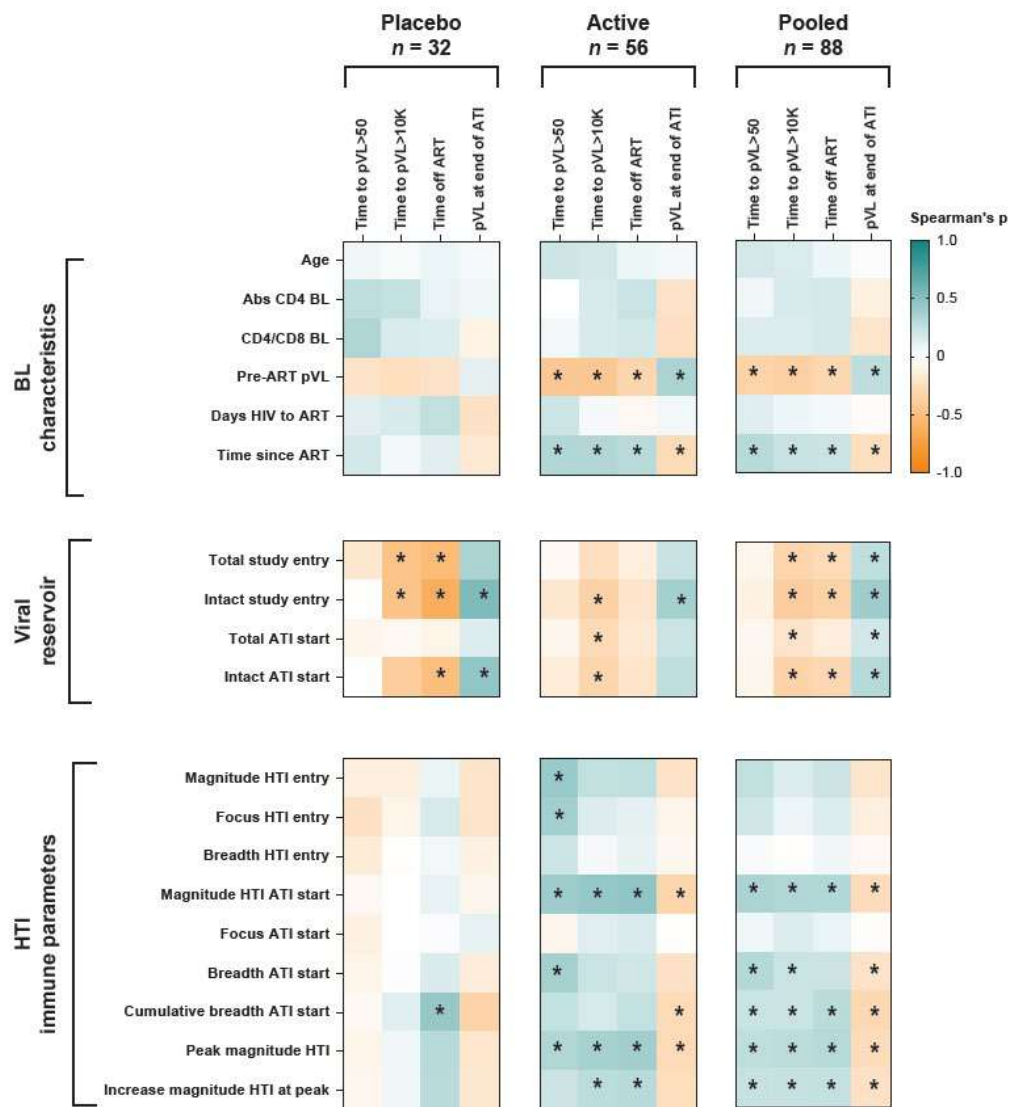 Placebo
n = 32
Active
n = 56
Pooled
n = 88
Time to pVL>50
Time to pVL>10K
Time off ART
pVL at end of ATI
Time to pVL>50
Time to pVL>10K
Time off ART
pVL at end of ATI
Time to pVL>50
Time to pVL>10K
Time off ART
pVL at end of ATI
Spearman's p
1.0
0.5
0
-0.5
-1.0
BL
characteristics
Age
Abs CD4 BL
CD4/CD8 BL
Pre-ART pVL
* * * * * * * *
Days HIV to ART
Time since ART
* * * * * * * *
Viral
reservoir
Total study entry
* * * * *
Intact study entry
* * * * * * * *
Total ATI start
* * *
Intact ATI start
* * * * * *
HTI
immune parameters
Magnitude HTI entry
*
Focus HTI entry
*
Breadth HTI entry
Magnitude HTI ATI start
* * * * * * * *
Focus ATI start
Breadth ATI start
* * * *
Cumulative breadth ATI start
* * * * * *
Peak magnitude HTI
* * * * * * * *
Increase magnitude HTI at peak
* * * * * *